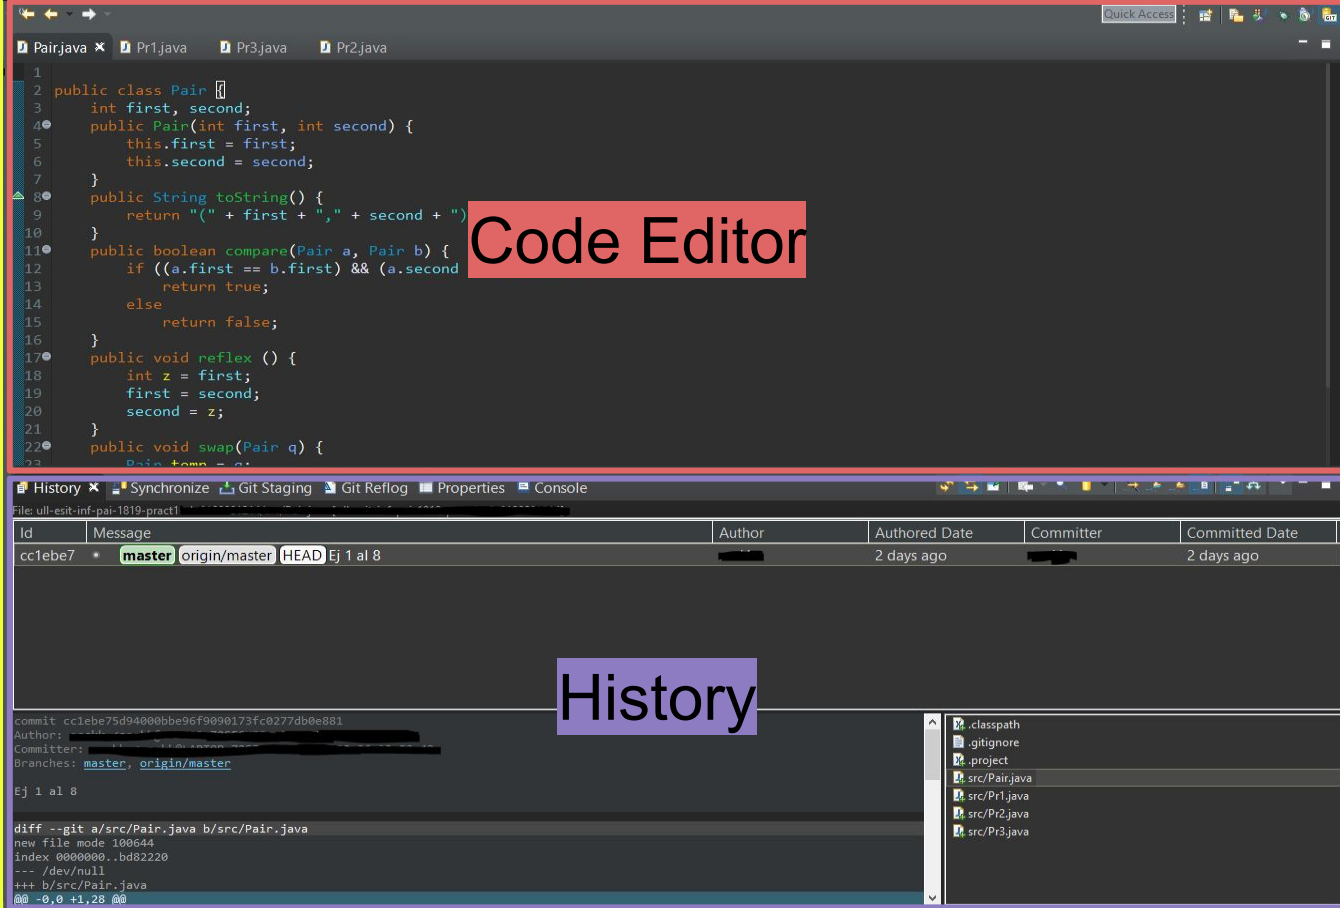 Quick Access
GIT
Pair.java Pr1.java Pr3.java Pr2.java
1
2 public class Pair {
3 int first, second;
4 public Pair(int first, int second) {
5 this.first = first;
6 this.second = second;
7 }
8 public String toString() {
9 return "(" + first + "," + second + ")
10 }
11 public boolean compare(Pair a, Pair b) {
12 if ((a.first == b.first) && (a.second
13 return true;
14 else
15 return false;
16 }
17 public void reflex () {
18 int z = first;
19 first = second;
20 second = z;
21 }
22 public void swap(Pair q) {
23 Pair temp = q;
Code Editor
History Synchronize Git Staging Git Reflog Properties Console
File: ull-esit-inf-pai-1819-pract1
Id Message Author Authored Date Committer Committed Date
cc1ebe7 master origin/master HEAD Ej 1 al 8 2 days ago 2 days ago
History
commit cc1ebe75d94000bbe96f9090173fc0277db0e881
Author:
Committer:
Branches: master, origin/master
Ej 1 al 8
diff --git a/src/Pair.java b/src/Pair.java
new file mode 100644
index 0000000..bd82220
--- /dev/null
+++ b/src/Pair.java
@@ -0,0 +1,28 @@
.classpath
.gitignore
.project
src/Pair.java
src/Pr1.java
src/Pr2.java
src/Pr3.java